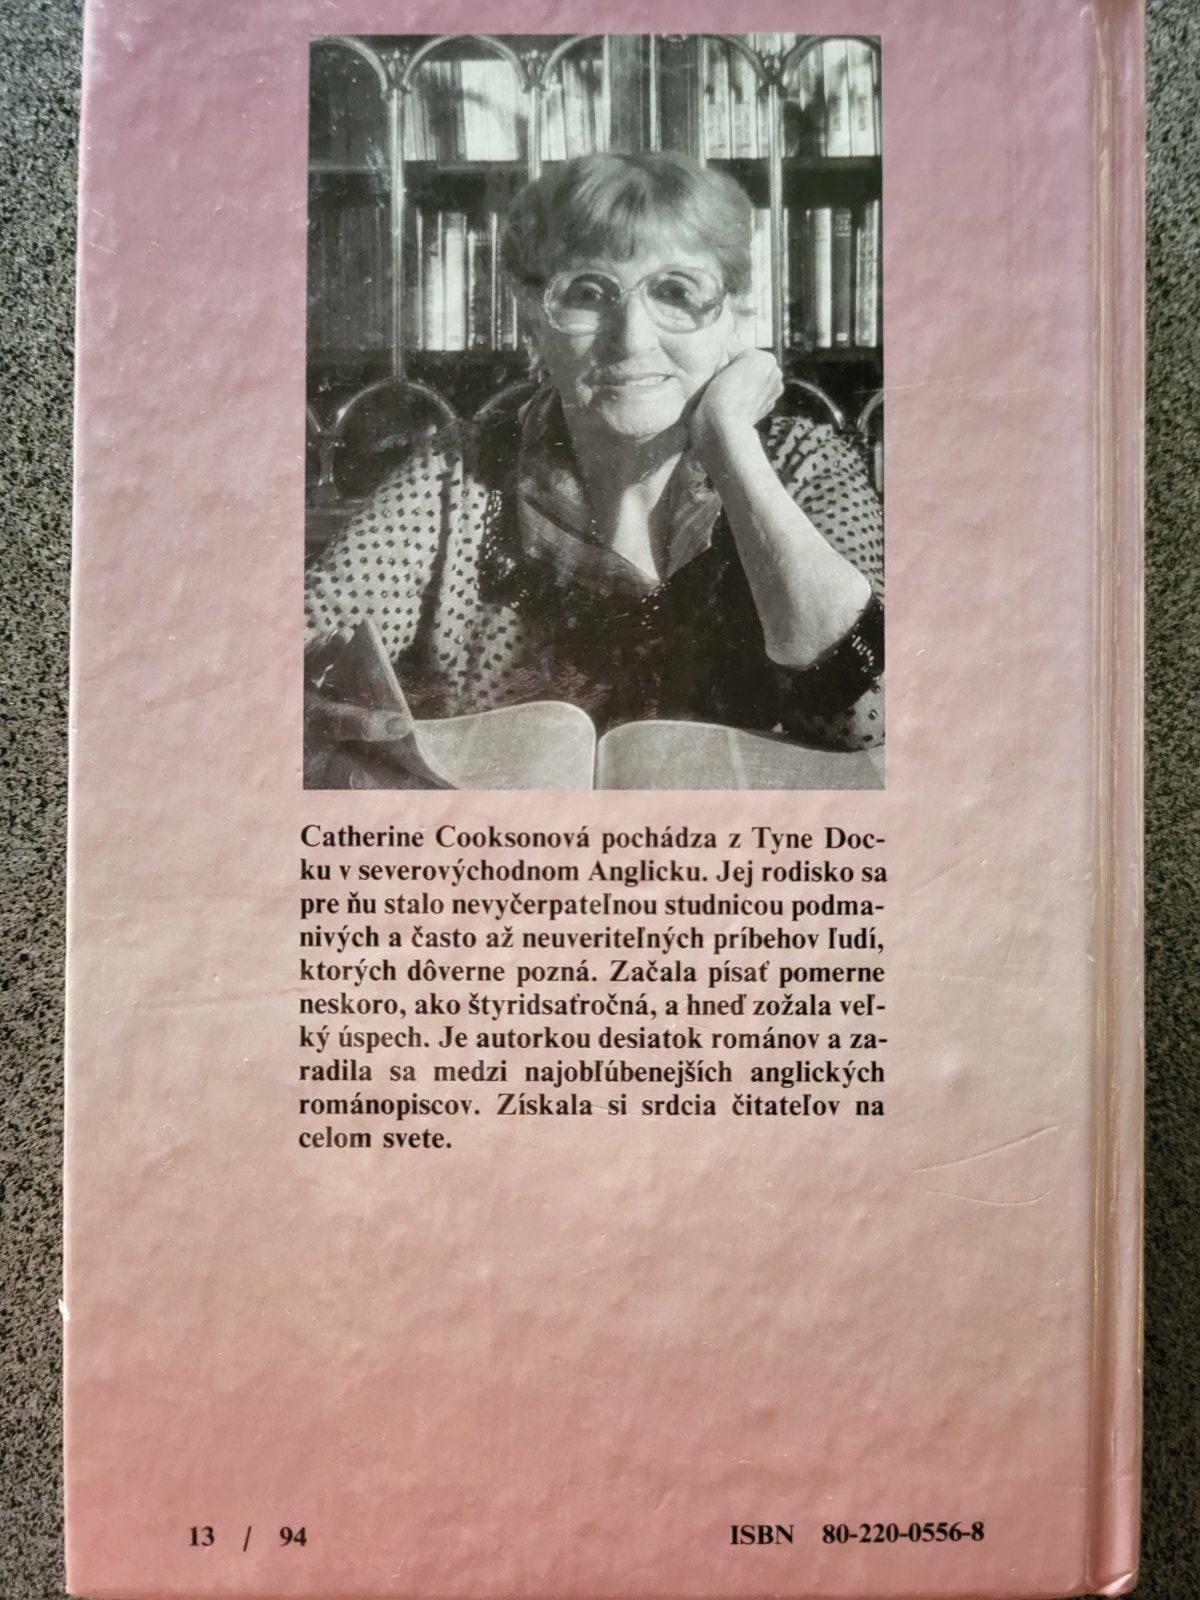 Catherine Cooksonová pochádza z Tyne Doc-
ku v severovýchodnom Anglicku. Jej rodisko sa
pre ňu stalo nevyčerpateľnou studnicou podma-
nivých a často až neuveriteľných príbehov ľudí,
ktorých dôverne pozná. Začala písať pomerne
neskoro, ako štyridsaťročná, a hneď zožala veľ-
ký úspech. Je autorkou desiatok románov a za-
radila sa medzi najobľúbenejších anglických
románopiscov. Získala si srdcia čitateľov na
celom svete.
13 / 94 ISBN 80-220-0556-8